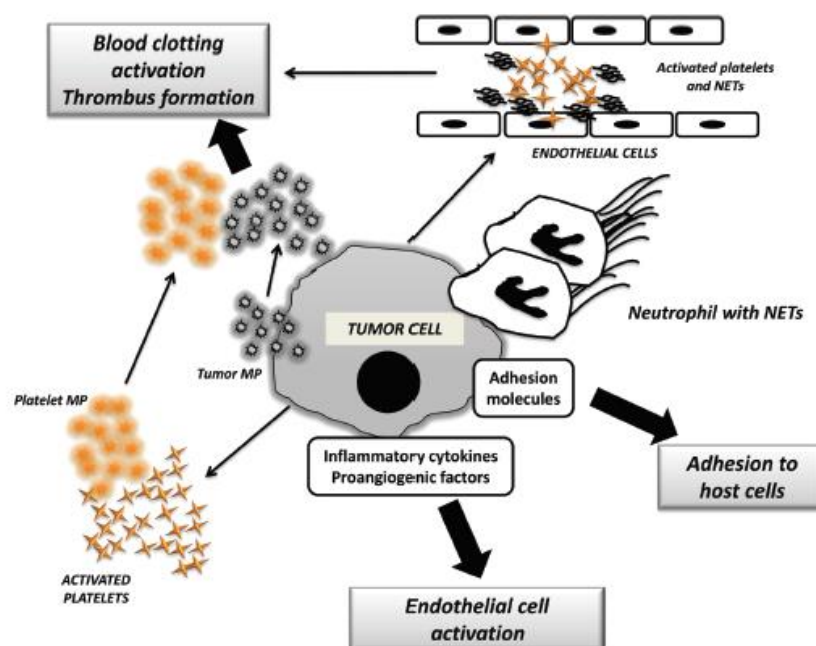 Blood clotting
activation
Thrombus formation
Activated platelets
and NETs
ENDOTHELIAL CELLS
Neutrophil with NETs
TUMOR CELL
Tumor MP
Adhesion
molecules
Platelet MP
Inflammatory cytokines
Proangiogenic factors
Adhesion to
host cells
ACTIVATED
PLATELETS
Endothelial cell
activation